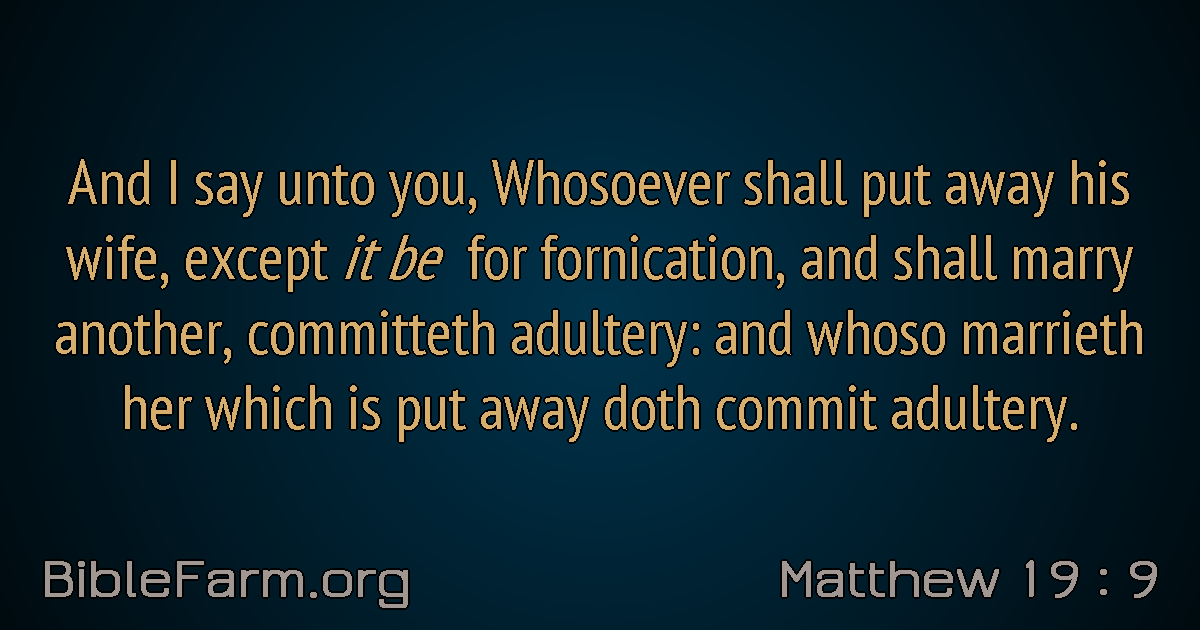 And I say unto you, Whosoever shall put away his
wife, except it be for fornication, and shall marry
another, committeth adultery: and whoso marrieth
her which is put away doth commit adultery.
BibleFarm.org
Matthew 19 : 9